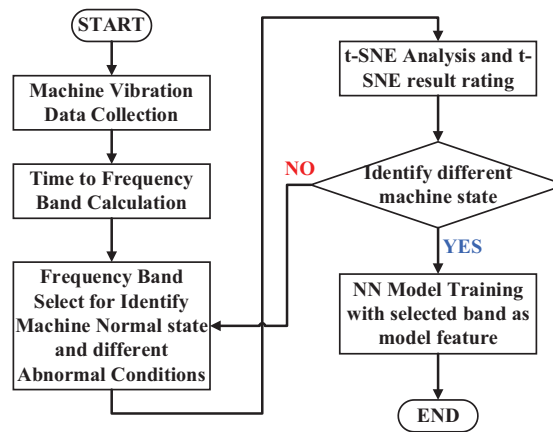 START
Machine Vibration
Data Collection
Time to Frequency
Band Calculation
Frequency Band
Select for Identify
Machine Normal state
and different
Abnormal Conditions
t-SNE Analysis and t-
SNE result rating
Identify different
machine state
NO
YES
NN Model Training
with selected band as
model feature
END